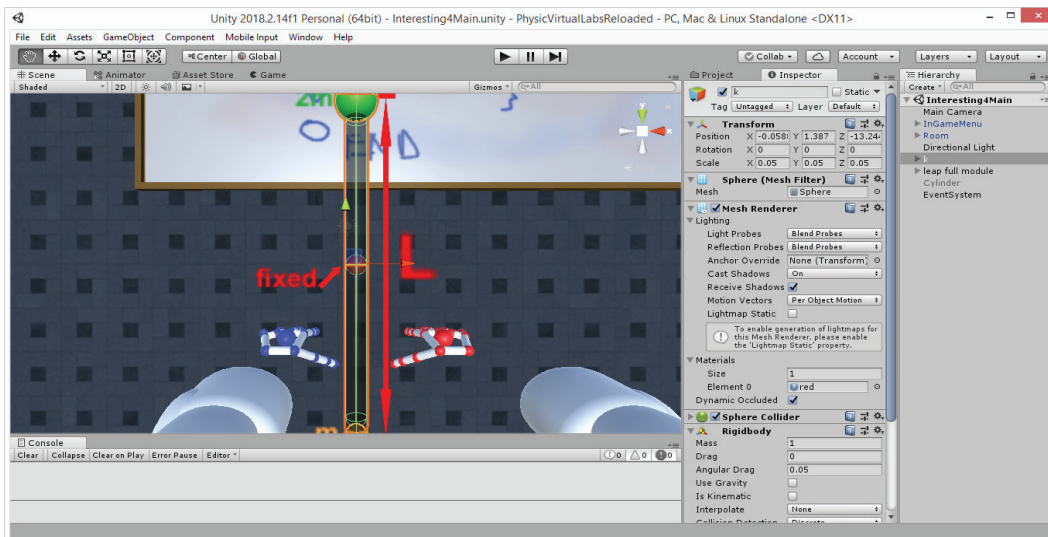 Unity 2018.2.14f1 Personal (64bit) - Interesting4Main.unity - PhysicVirtualLabsReloaded - PC, Mac & Linux Standalone <DX11>
File Edit Assets GameObject Component Mobile Input Window Help
Center Global Collab Account Layers Layout
Scene Animator Asset Store Game
Shaded 2D Gizmos All
2m
3
O END
fixed
L
m
Console
Clear Collapse Clear on Play Error Pause Editor 0 0 0
Project Inspector
k Static
Tag Untagged Layer Default
Transform
Position X -0.058 Y 1.387 Z -13.24
Rotation X 0 Y 0 Z 0
Scale X 0.05 Y 0.05 Z 0.05
Sphere (Mesh Filter)
Mesh Sphere
Mesh Renderer
Lighting
Light Probes Blend Probes
Reflection Probes Blend Probes
Anchor Override None (Transform)
Cast Shadows On
Receive Shadows
Motion Vectors Per Object Motion
Lightmap Static
To enable generation of lightmaps for
this Mesh Renderer, please enable
the 'Lightmap Static' property.
Materials
Size 1
Element 0 red
Dynamic Occluded
Sphere Collider
Rigidbody
Mass 1
Drag 0
Angular Drag 0.05
Use Gravity
Is Kinematic
Interpolate None
Collision Detection Discrete
Hierarchy
Create All
Interesting4Main
Main Camera
InGameMenu
Room
Directional Light
k
leap full module
Cylinder
EventSystem